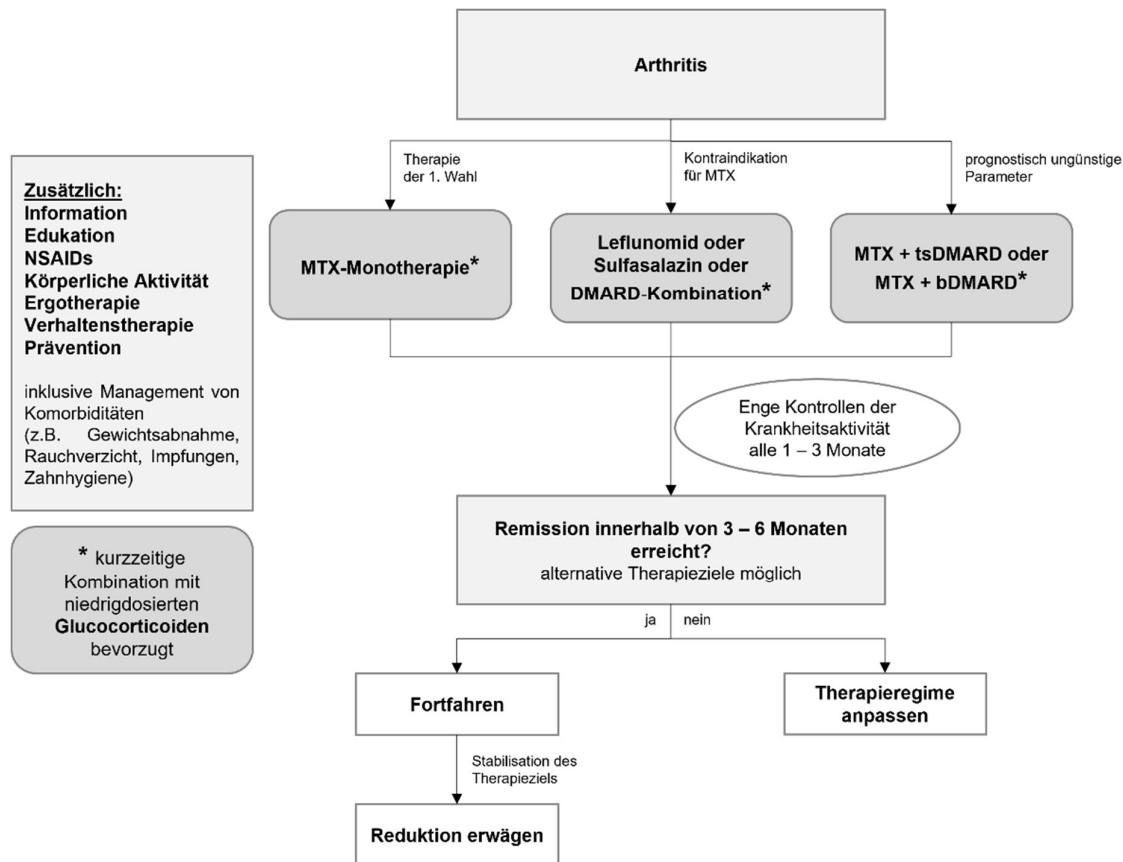 Arthritis
Therapie
der 1. Wahl
Kontraindikation
für MTX
prognostisch ungünstige
Parameter
Zusätzlich:
Information
Edukation
NSAIDs
Körperliche Aktivität
Ergotherapie
Verhaltenstherapie
Prävention
inklusive Management von
Komorbiditäten
(z.B. Gewichtsabnahme,
Rauchverzicht, Impfungen,
Zahnhygiene)
MTX-Monotherapie*
Leflunomid oder
Sulfasalazin oder
DMARD-Kombination*
MTX + tsDMARD oder
MTX + bDMARD*
Enge Kontrollen der
Krankheitsaktivität
alle 1 – 3 Monate
Remission innerhalb von 3 – 6 Monaten
erreicht?
alternative Therapieziele möglich
* kurzzeitige
Kombination mit
niedrigdosierten
Glucocorticoiden
bevorzugt
ja
nein
Fortfahren
Therapieregime
anpassen
Stabilisation des
Therapieziels
Reduktion erwägen